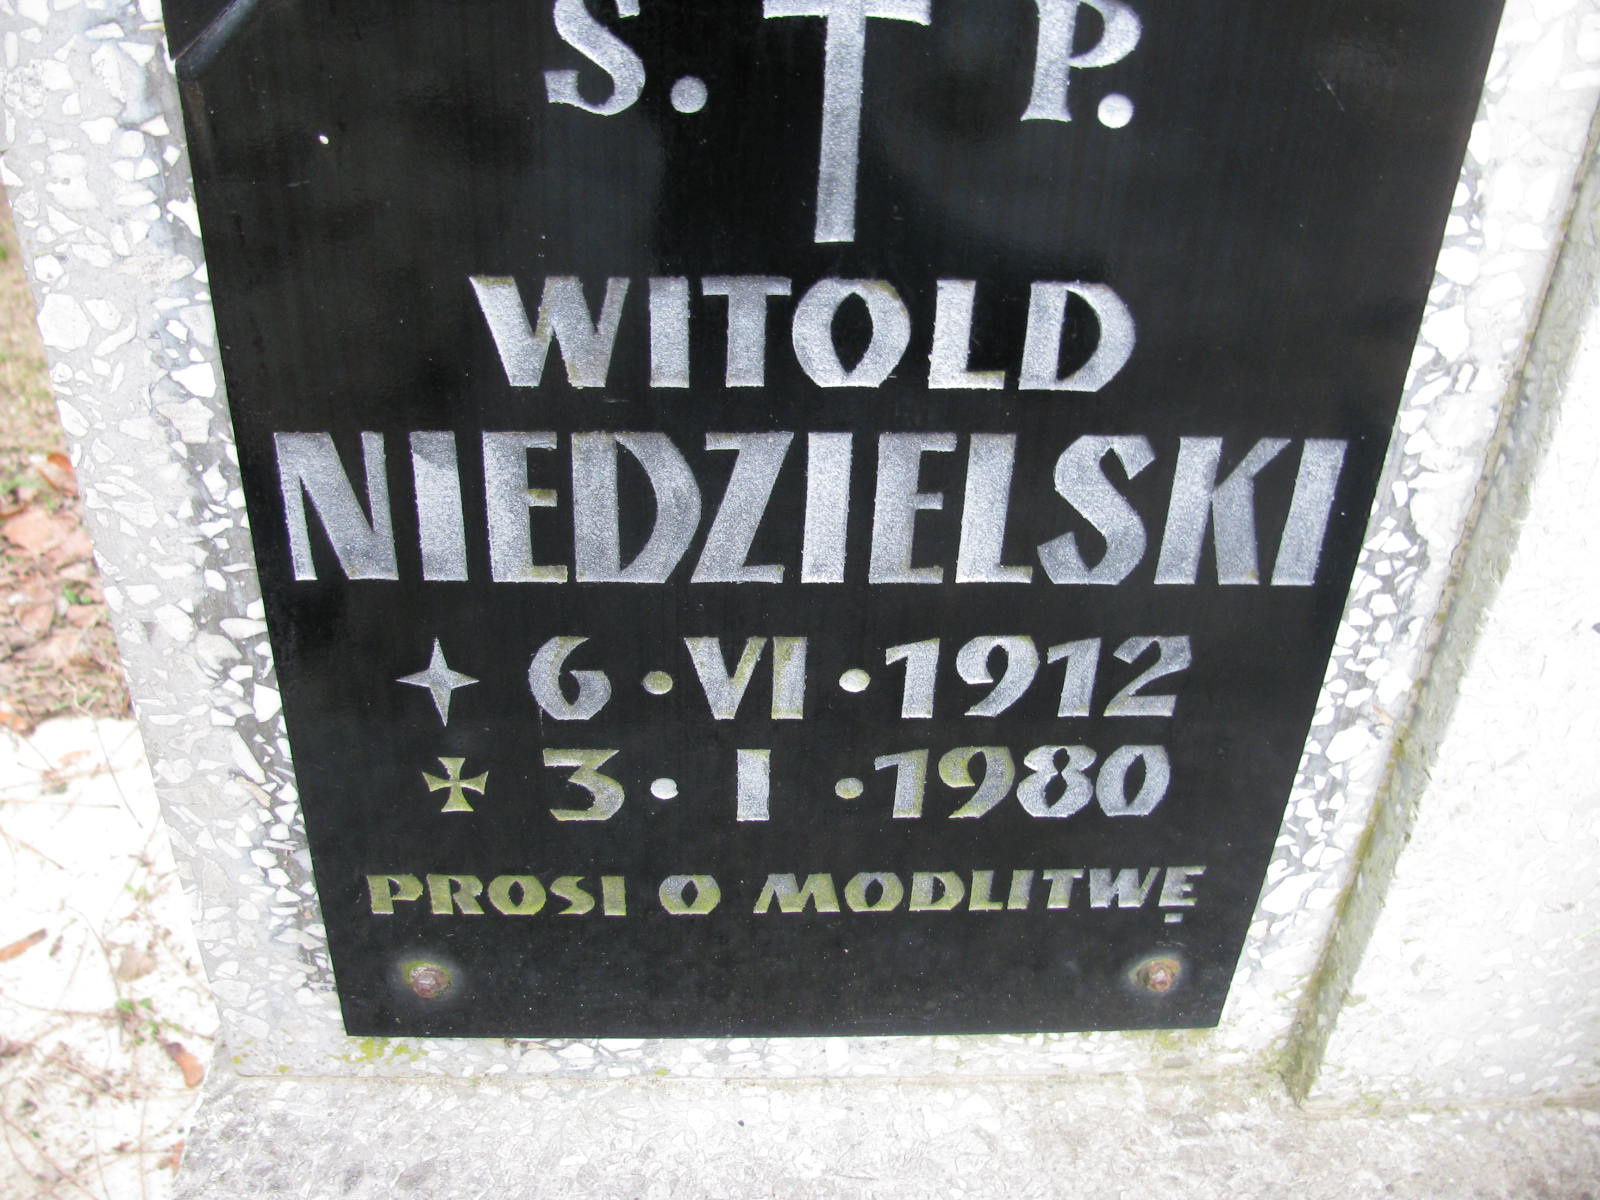 S. P.
WITOLD
NIEDZIELSKI
6·VI·1912
3·I·1980
PROSI O MODLITWĘ